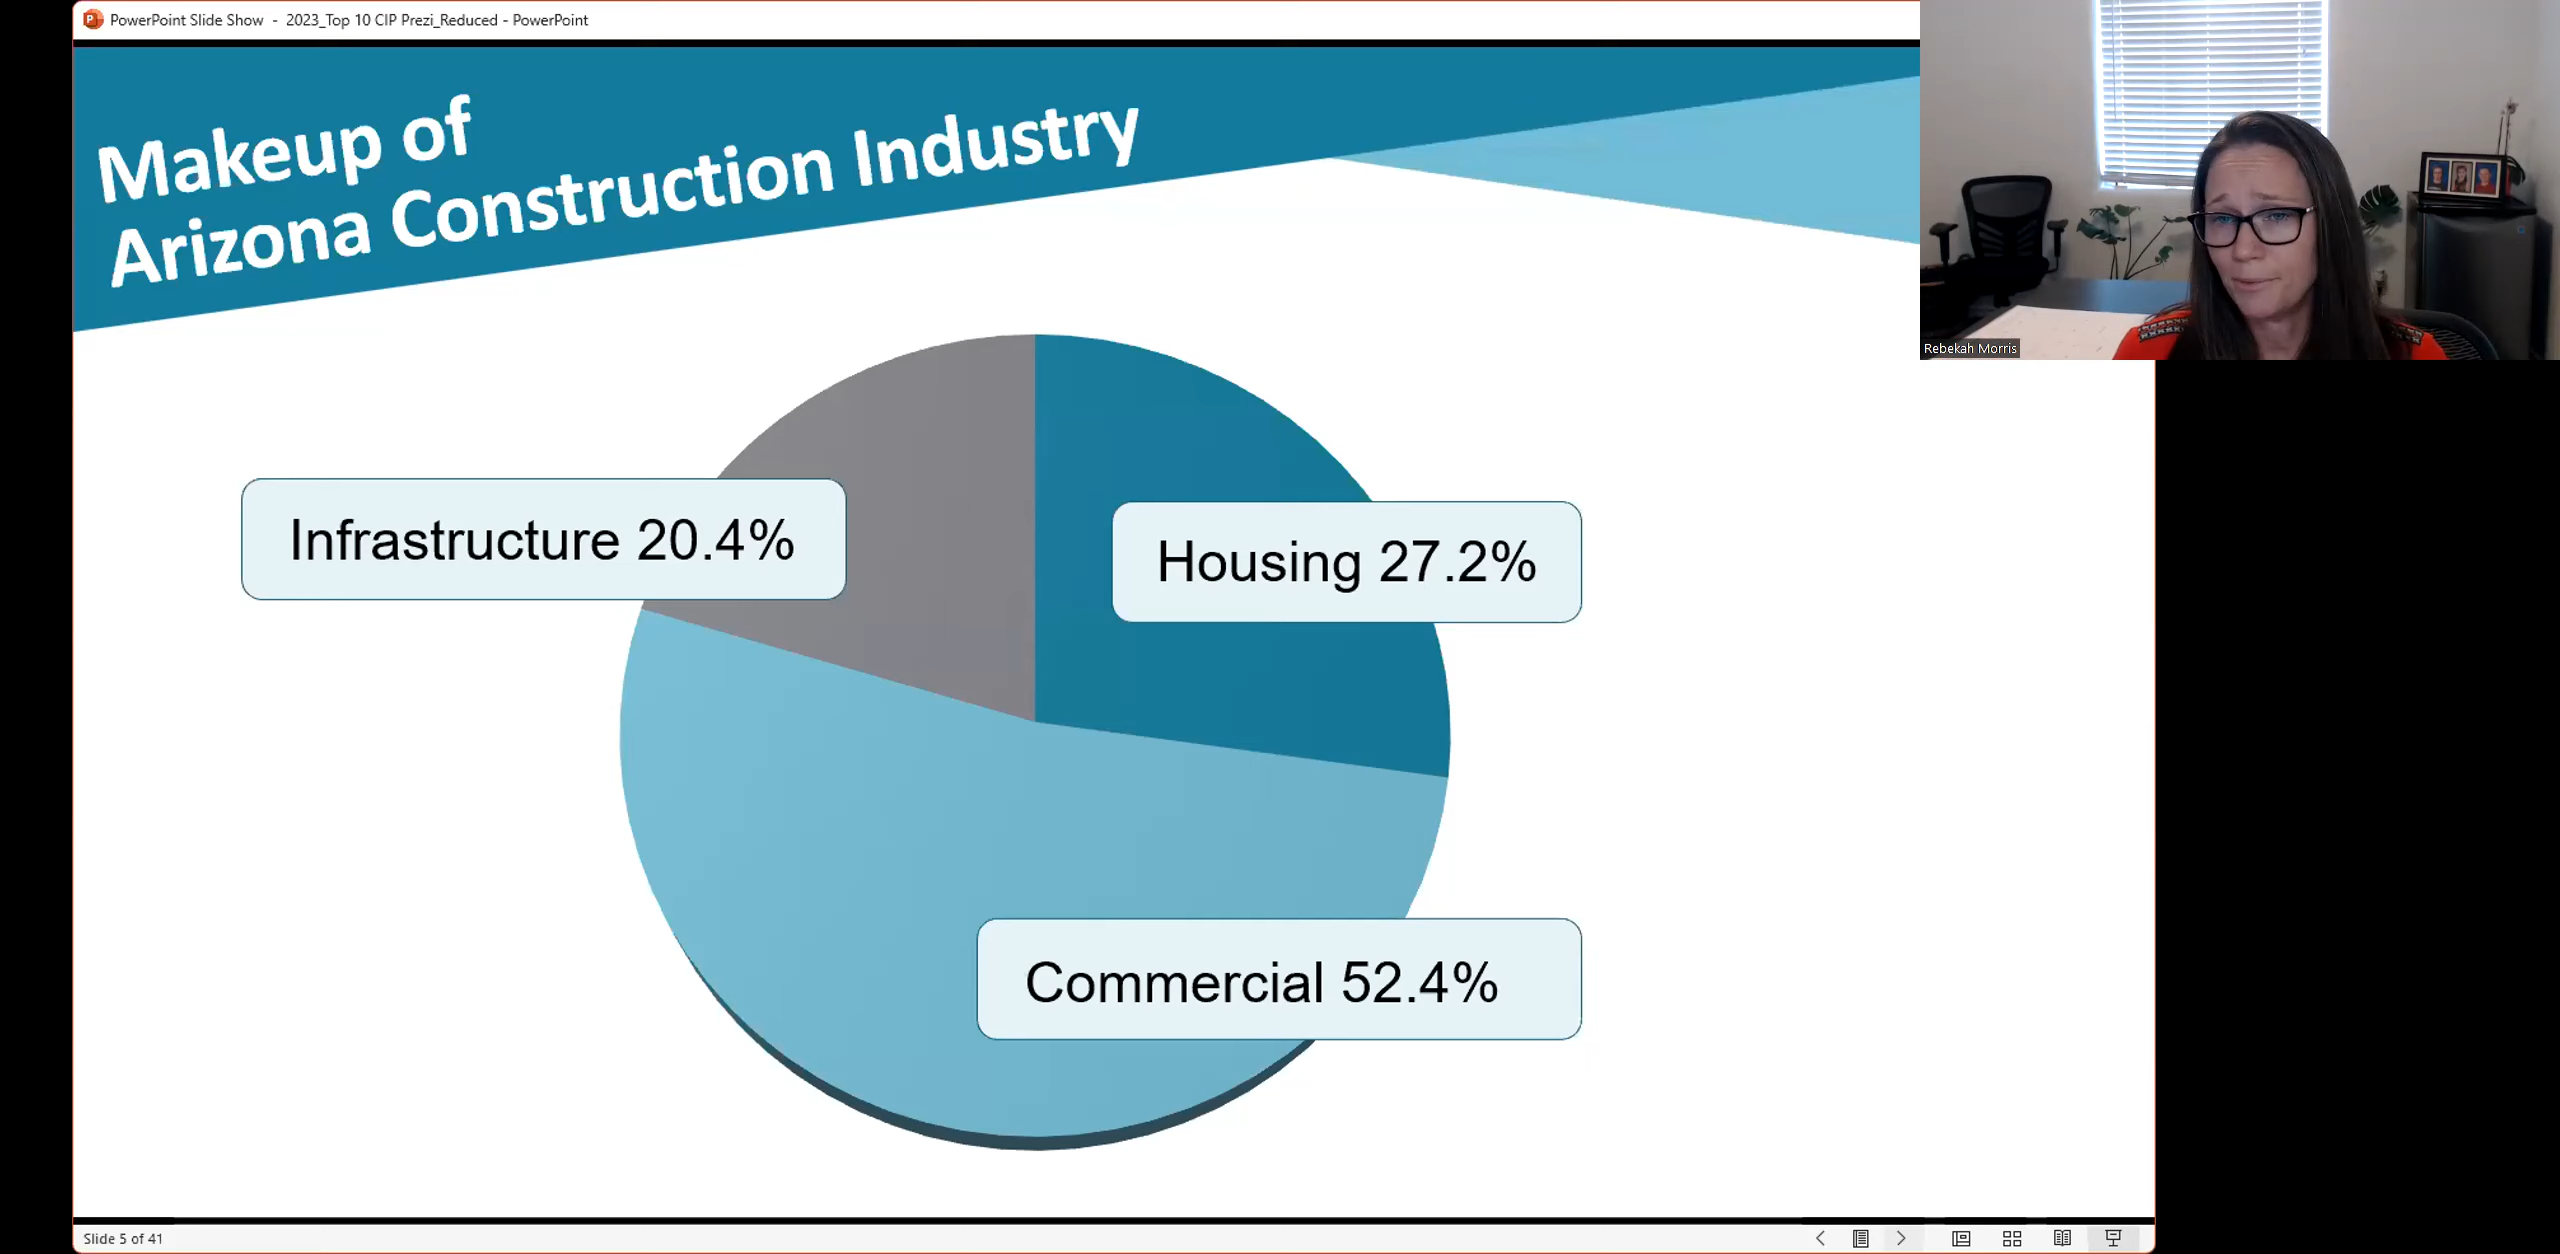 PowerPoint Slide Show - 2023_Top 10 CIP Prezi_Reduced - PowerPoint
Makeup of
Arizona Construction Industry
Rebekah Morris
Infrastructure 20.4%
Housing 27.2%
Commercial 52.4%
Slide 5 of 41